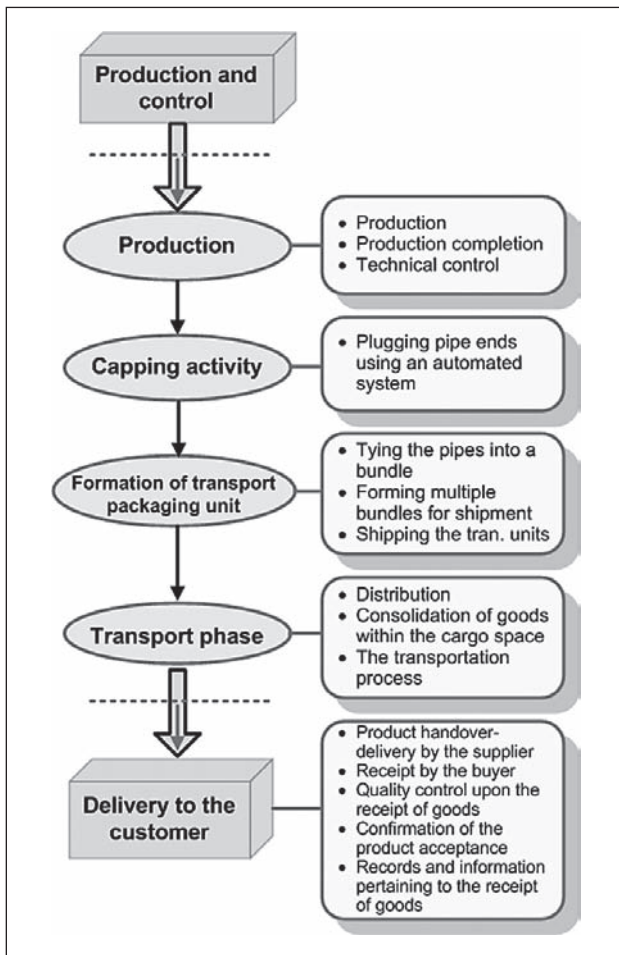 Production and
control
Production
• Production
• Production completion
• Technical control
Capping activity
• Plugging pipe ends
using an automated
system
Formation of transport
packaging unit
• Tying the pipes into a
bundle
• Forming multiple
bundles for shipment
• Shipping the tran. units
Transport phase
• Distribution
• Consolidation of goods
within the cargo space
• The transportation
process
Delivery to the
customer
• Product handover-
delivery by the supplier
• Receipt by the buyer
• Quality control upon the
receipt of goods
• Confirmation of the
product acceptance
• Records and information
pertaining to the receipt
of goods